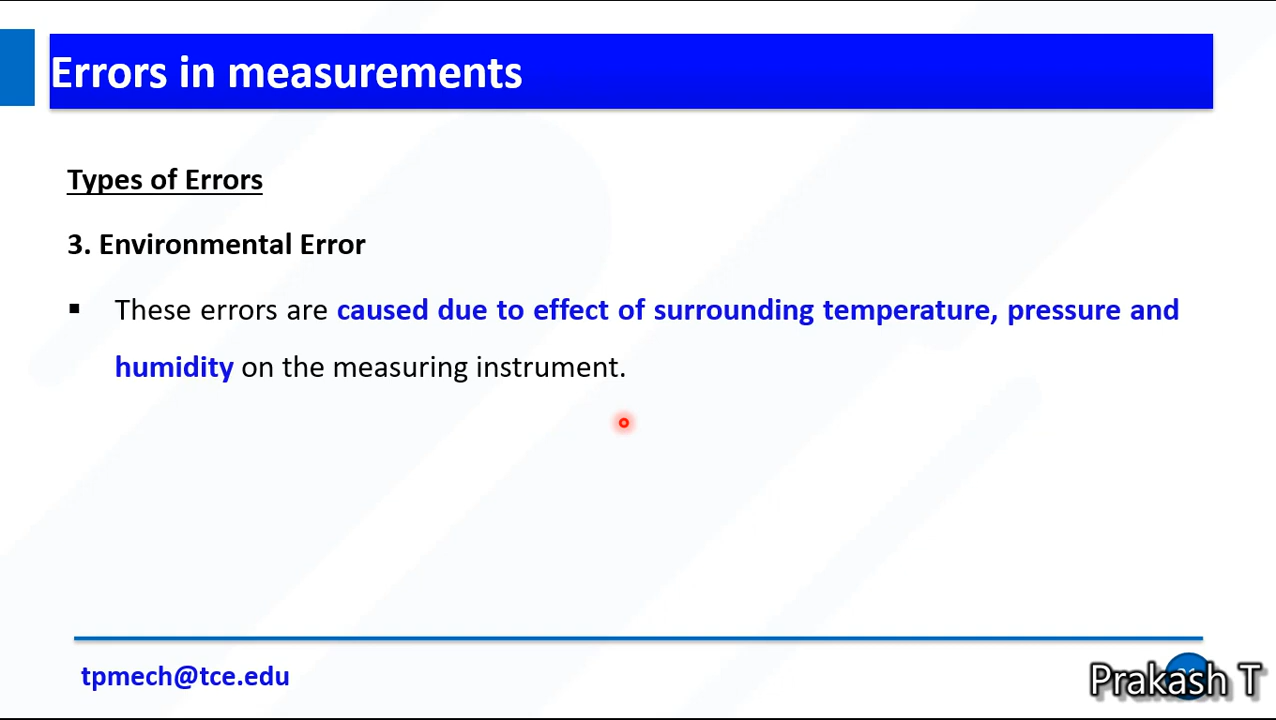 Errors in measurements
Types of Errors
3. Environmental Error
▪ These errors are caused due to effect of surrounding temperature, pressure and
humidity on the measuring instrument.
tpmech@tce.edu
Prakash T